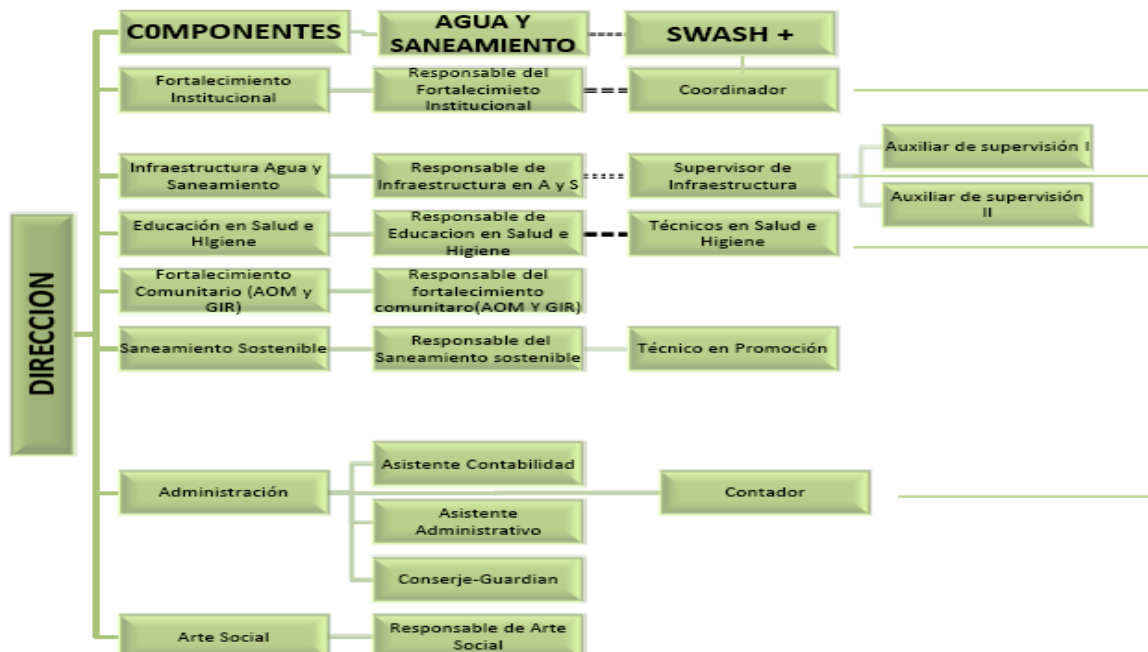 C0MPONENTES
AGUA Y
SANEAMIENTO
SWASH +
Fortalecimiento
Institucional
Responsable del
Fortalecimieto
Institucional
Coordinador
Infraestructura Agua y
Saneamiento
Responsable de
Infraestructura en A y S
Supervisor de
Infraestructura
Auxiliar de supervisión I
Auxiliar de supervisión
II
DIRECCION
Educación en Salud e
HIgiene
Responsable de
Educacion en Salud e
Higiene
Técnicos en Salud e
Higiene
Fortalecimiento
Comunitario (AOM y
GIR)
Responsable del
fortalecimiento
comunitaro(AOM Y GIR)
Saneamiento Sostenible
Responsable del
Saneamiento sostenible
Técnico en Promoción
Administración
Asistente Contabilidad
Contador
Asistente
Administrativo
Conserje-Guardian
Arte Social
Responsable de Arte
Social